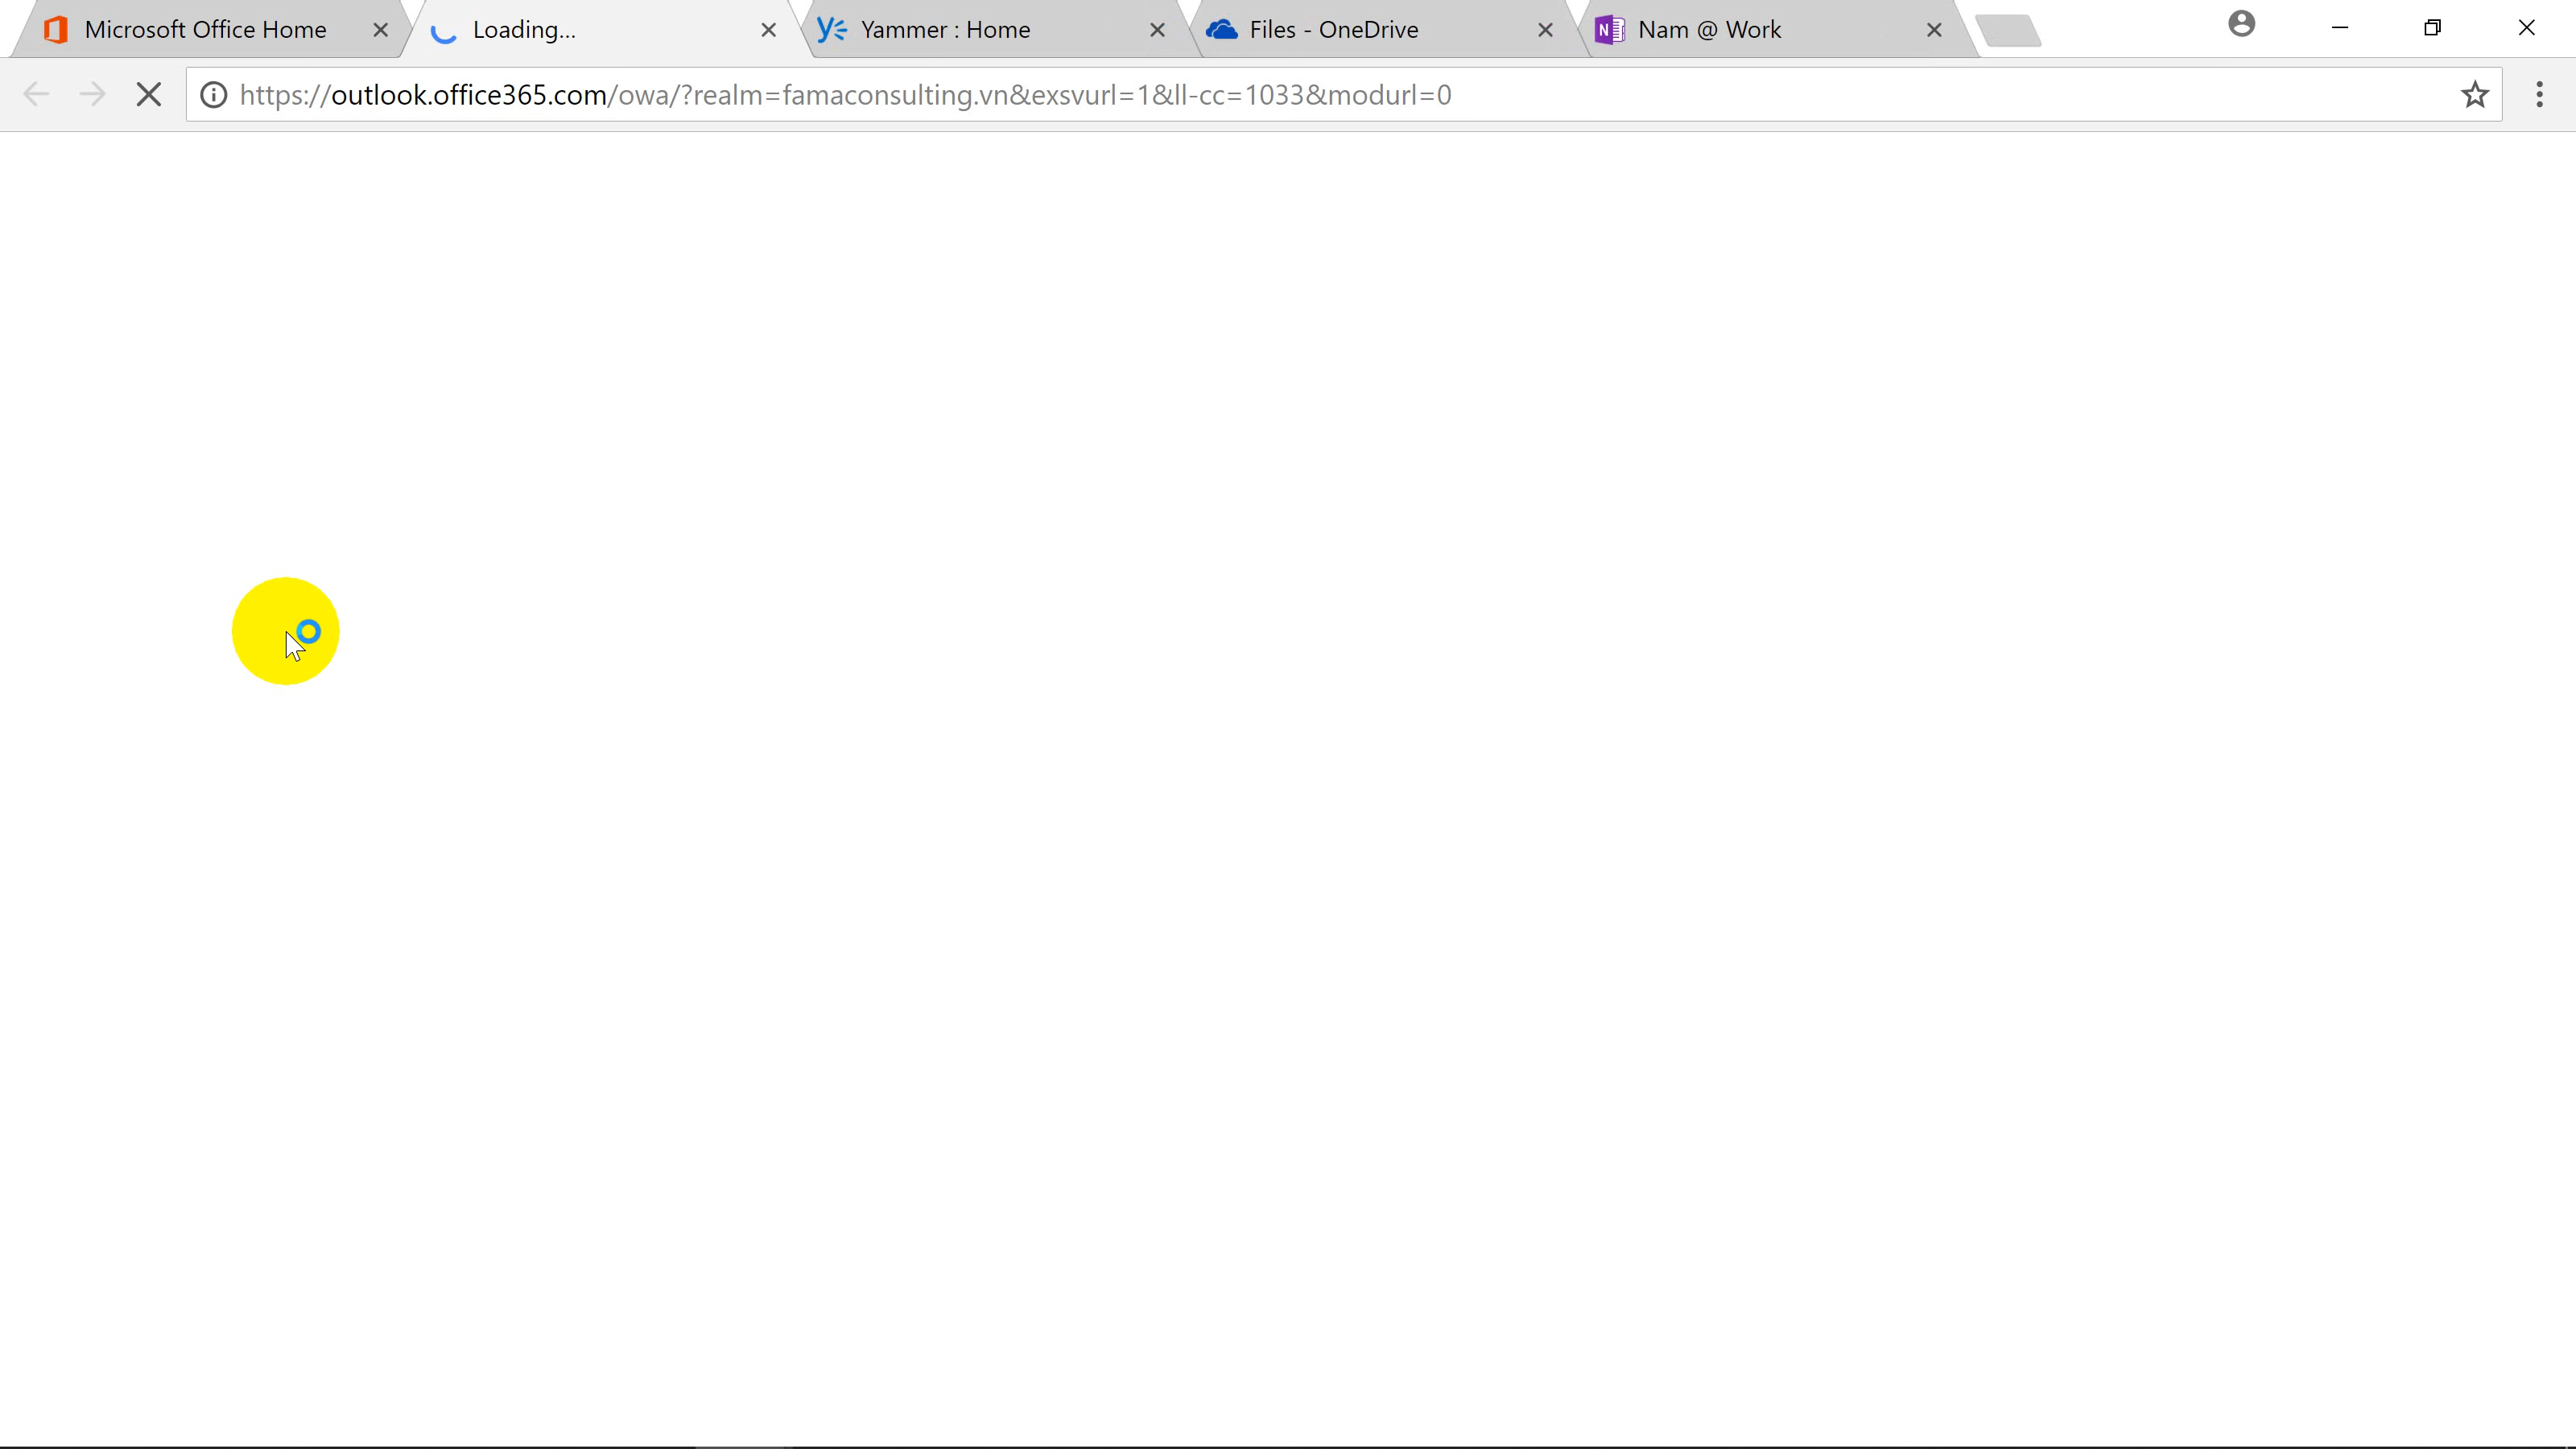 Microsoft Office Home
Loading...
Yammer : Home
Files - OneDrive
N
Nam @ Work
https://outlook.office365.com/owa/?realm=famaconsulting.vn&exsvurl=1&ll-cc=1033&modurl=0